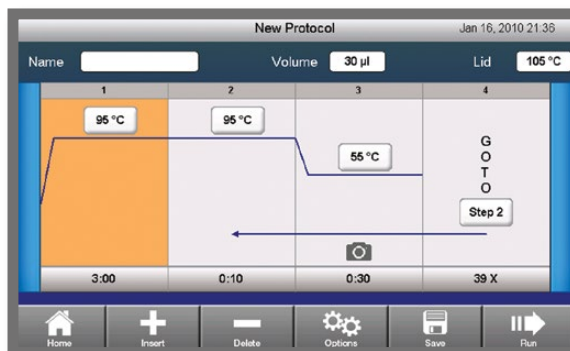 New Protocol Jan 16, 2010 21:36
Name Volume 30 µl Lid 105 °C
1 2 3 4
95 °C 95 °C
55 °C
G
O
T
O
Step 2
3:00 0:10 0:30 39 X
Home Insert Delete Options Save Run